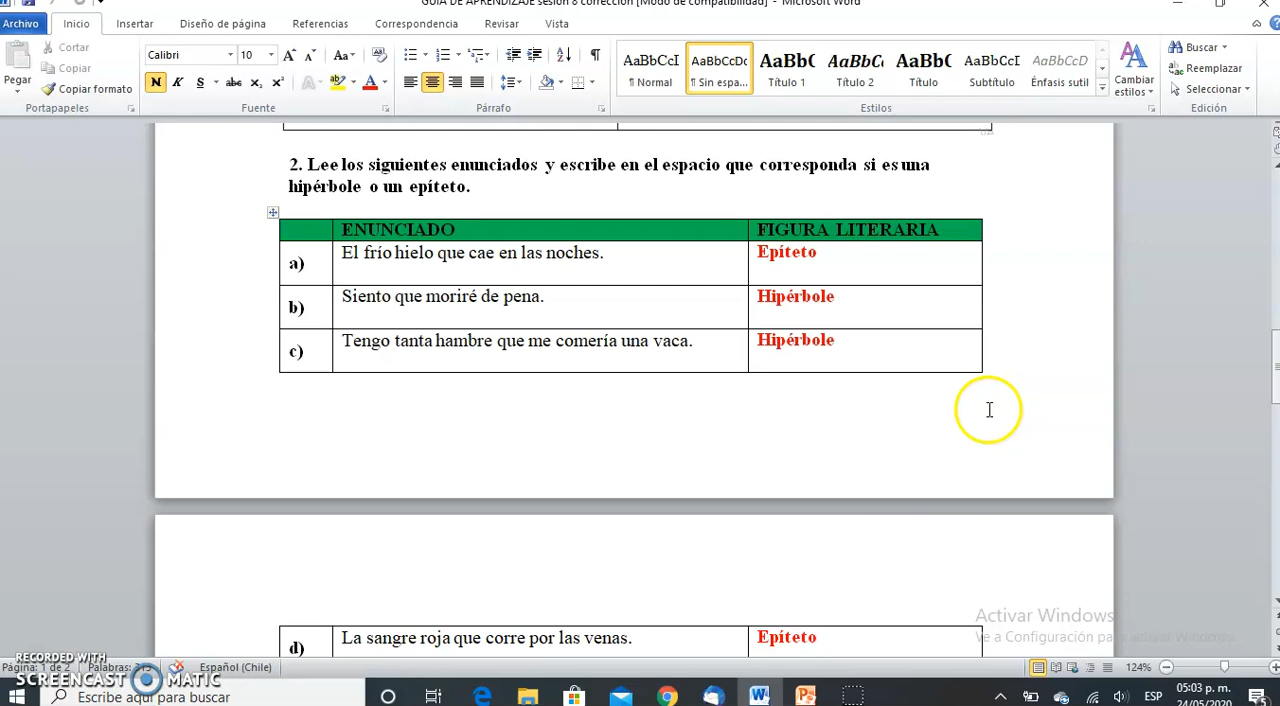 GUIA DE APRENDIZAJE sesión 8 corrección [Modo de compatibilidad] - Microsoft Word
Archivo Inicio Insertar Diseño de página Referencias Correspondencia Revisar Vista
Pegar
Cortar
Copiar
Copiar formato
Portapapeles
Calibri 10
N K S abc x₂ x² A
Fuente
Párrafo
AaBbCcI AaBbCcDc AaBbC AaBbCc AaBbC AaBbCcI AaBbCcD
¶ Normal ¶ Sin espa... Título 1 Título 2 Título Subtítulo Énfasis sutil
Cambiar estilos
Estilos
Buscar
Reemplazar
Seleccionar
Edición
2. Lee los siguientes enunciados y escribe en el espacio que corresponda si es una
hipérbole o un epíteto.
ENUNCIADO FIGURA LITERARIA
a) El frío hielo que cae en las noches. Epíteto
b) Siento que moriré de pena. Hipérbole
c) Tengo tanta hambre que me comería una vaca. Hipérbole
d) La sangre roja que corre por las venas. Epíteto
Activar Windows
Ve a Configuración para activar Windows.
RECORDED WITH
SCREENCAST MATIC
Página: 1 de 2 Palabras: 315 Español (Chile) 124%
Escribe aquí para buscar
ESP 05:03 p. m.
24/05/2020